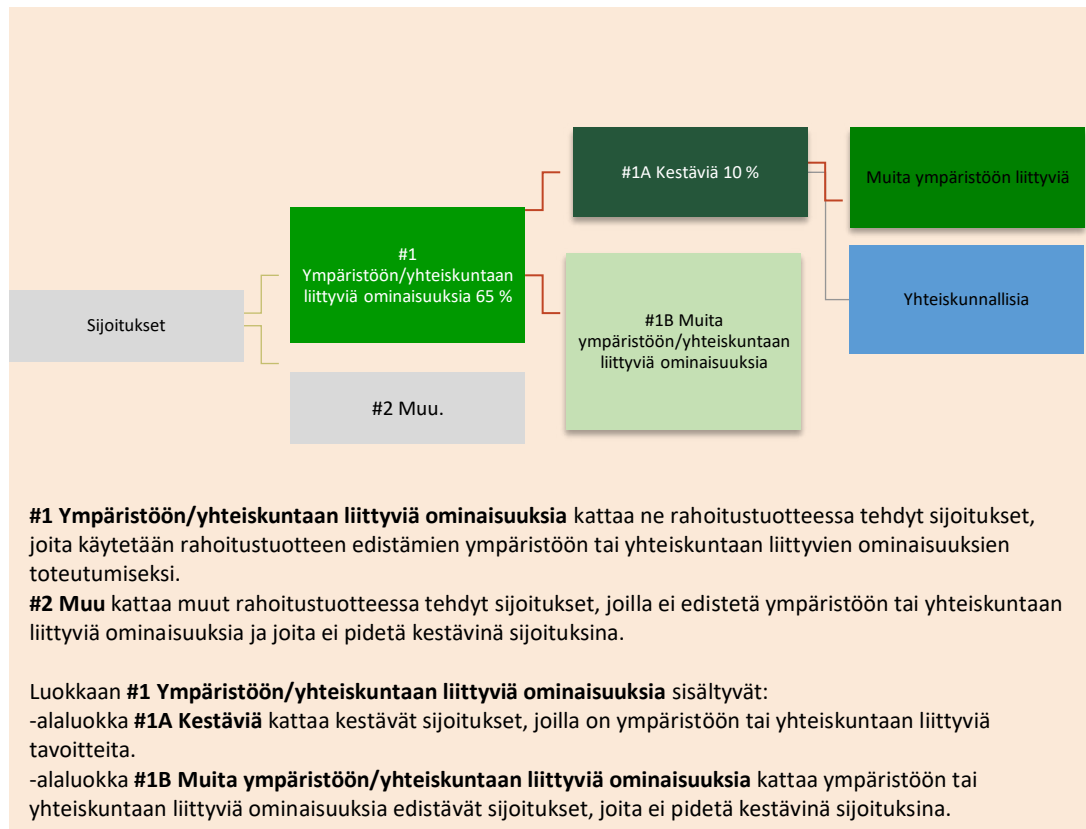 Sijoitukset
#1
Ympäristöön/yhteiskuntaan
liittyviä ominaisuuksia 65 %
#2 Muu.
#1A Kestäviä 10 %
#1B Muita
ympäristöön/yhteiskuntaan
liittyviä ominaisuuksia
Muita ympäristöön liittyviä
Yhteiskunnallisia
#1 Ympäristöön/yhteiskuntaan liittyviä ominaisuuksia kattaa ne rahoitustuotteessa tehdyt sijoitukset,
joita käytetään rahoitustuotteen edistämien ympäristöön tai yhteiskuntaan liittyvien ominaisuuksien
toteutumiseksi.
#2 Muu kattaa muut rahoitustuotteessa tehdyt sijoitukset, joilla ei edistetä ympäristöön tai yhteiskuntaan
liittyviä ominaisuuksia ja joita ei pidetä kestävinä sijoituksina.
Luokkaan #1 Ympäristöön/yhteiskuntaan liittyviä ominaisuuksia sisältyvät:
-alaluokka #1A Kestäviä kattaa kestävät sijoitukset, joilla on ympäristöön tai yhteiskuntaan liittyviä
tavoitteita.
-alaluokka #1B Muita ympäristöön/yhteiskuntaan liittyviä ominaisuuksia kattaa ympäristöön tai
yhteiskuntaan liittyviä ominaisuuksia edistävät sijoitukset, joita ei pidetä kestävinä sijoituksina.